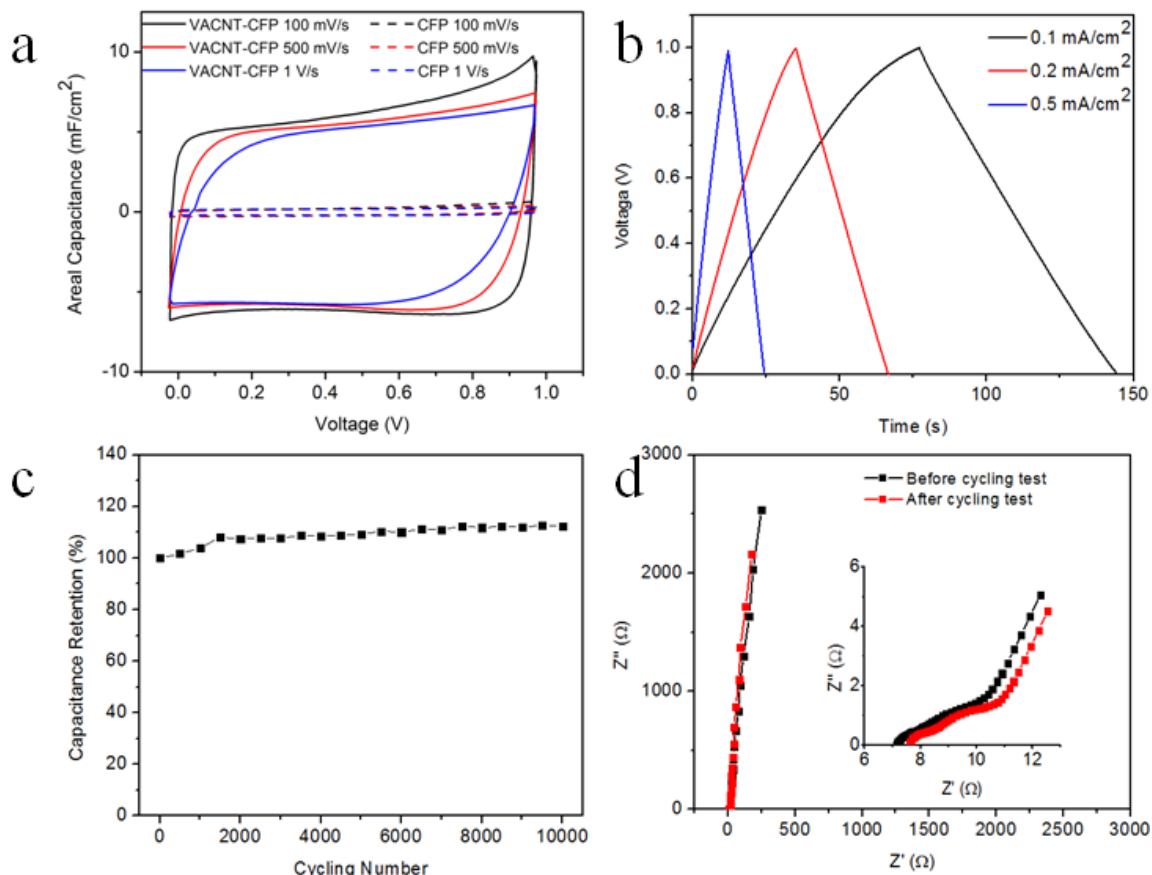 a
VACNT-CFP 100 mV/s
CFP 100 mV/s
VACNT-CFP 500 mV/s
CFP 500 mV/s
VACNT-CFP 1 V/s
CFP 1 V/s
10
0
-10
Areal Capacitance (mF/cm²)
0.0 0.2 0.4 0.6 0.8 1.0
Voltage (V)
b
0.1 mA/cm²
0.2 mA/cm²
0.5 mA/cm²
1.0
0.8
0.6
0.4
0.2
0.0
Voltaga (V)
0 50 100 150
Time (s)
c
140
120
100
80
60
40
20
0
Capacitance Retention (%)
0 2000 4000 6000 8000 10000
Cycling Number
d
Before cycling test
After cycling test
3000
2000
1000
0
Z" (Ω)
0 500 1000 1500 2000 2500 3000
Z' (Ω)
6
4
2
0
Z" (Ω)
6 8 10 12
Z' (Ω)